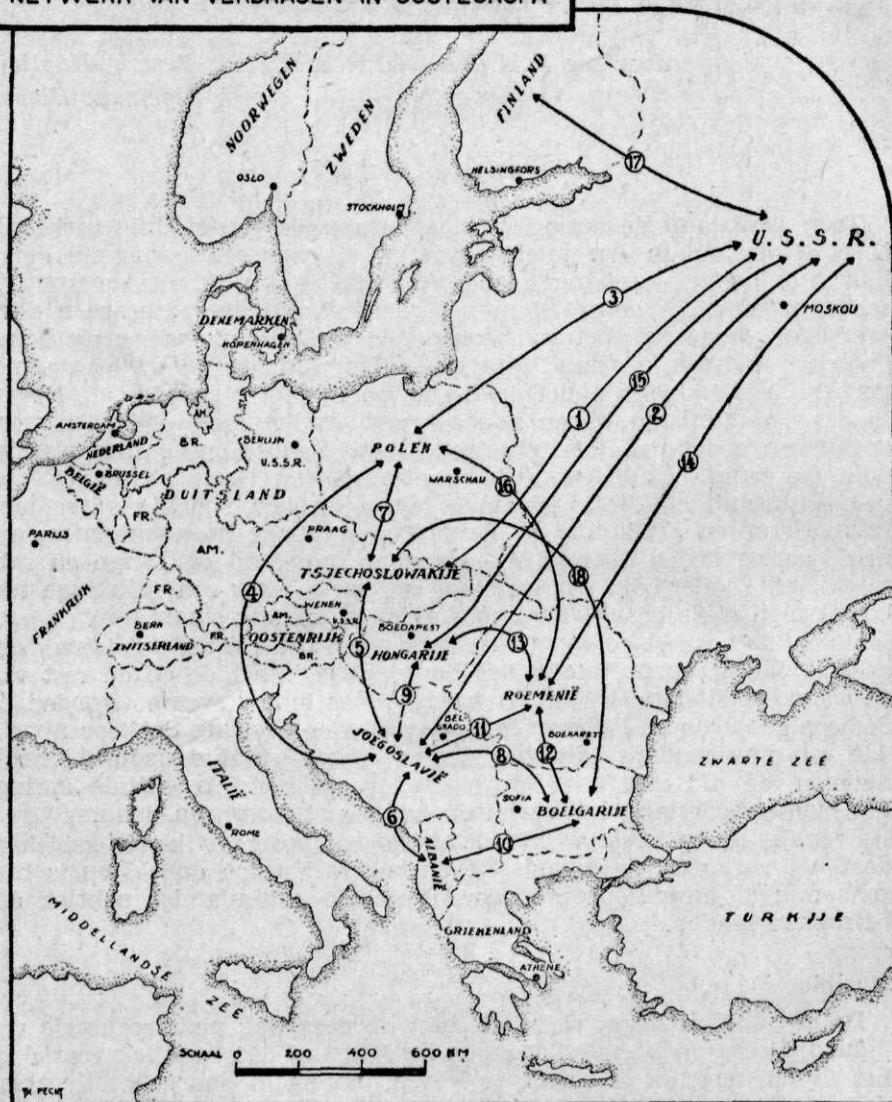 NETWERK VAN VERDRAGEN IN OOSTEUROPA
NOORWEGEN
ZWEDEN
FINLAND
OSLO
STOCKHOLM
HELSINGFORS
17
U.S.S.R.
MOSKOU
3
DENEMARKEN
KOPENHAGEN
15
1
2
14
AMSTERDAM
NEDERLAND
BR.
AM.
BERLIJN
U.S.S.R.
POLEN
WARSCHAU
16
BELGIË
BRUSSEL
DUITSLAND
FR.
AM.
7
PARIJS
PRAAG
TSJECHOSLOWAKIJE
18
4
FRANKRIJK
FR.
BERN
ZWITSERLAND
FR.
AM.
WENEN
U.S.S.R.
OOSTENRIJK
BR.
5
BOEDAPEST
HONGARIJE
13
9
ROEMENIË
BEL
GRADO
11
12
BOEKAREST
JOEGOSLAVIË
8
ZWARTE ZEE
ITALIË
ROME
6
SOFIA
BOELGARIJE
ALBANIË
10
MIDDELLANDSE
ZEE
GRIEKENLAND
ATHENE
TURKIJE
SCHAAL 0 200 400 600 KM